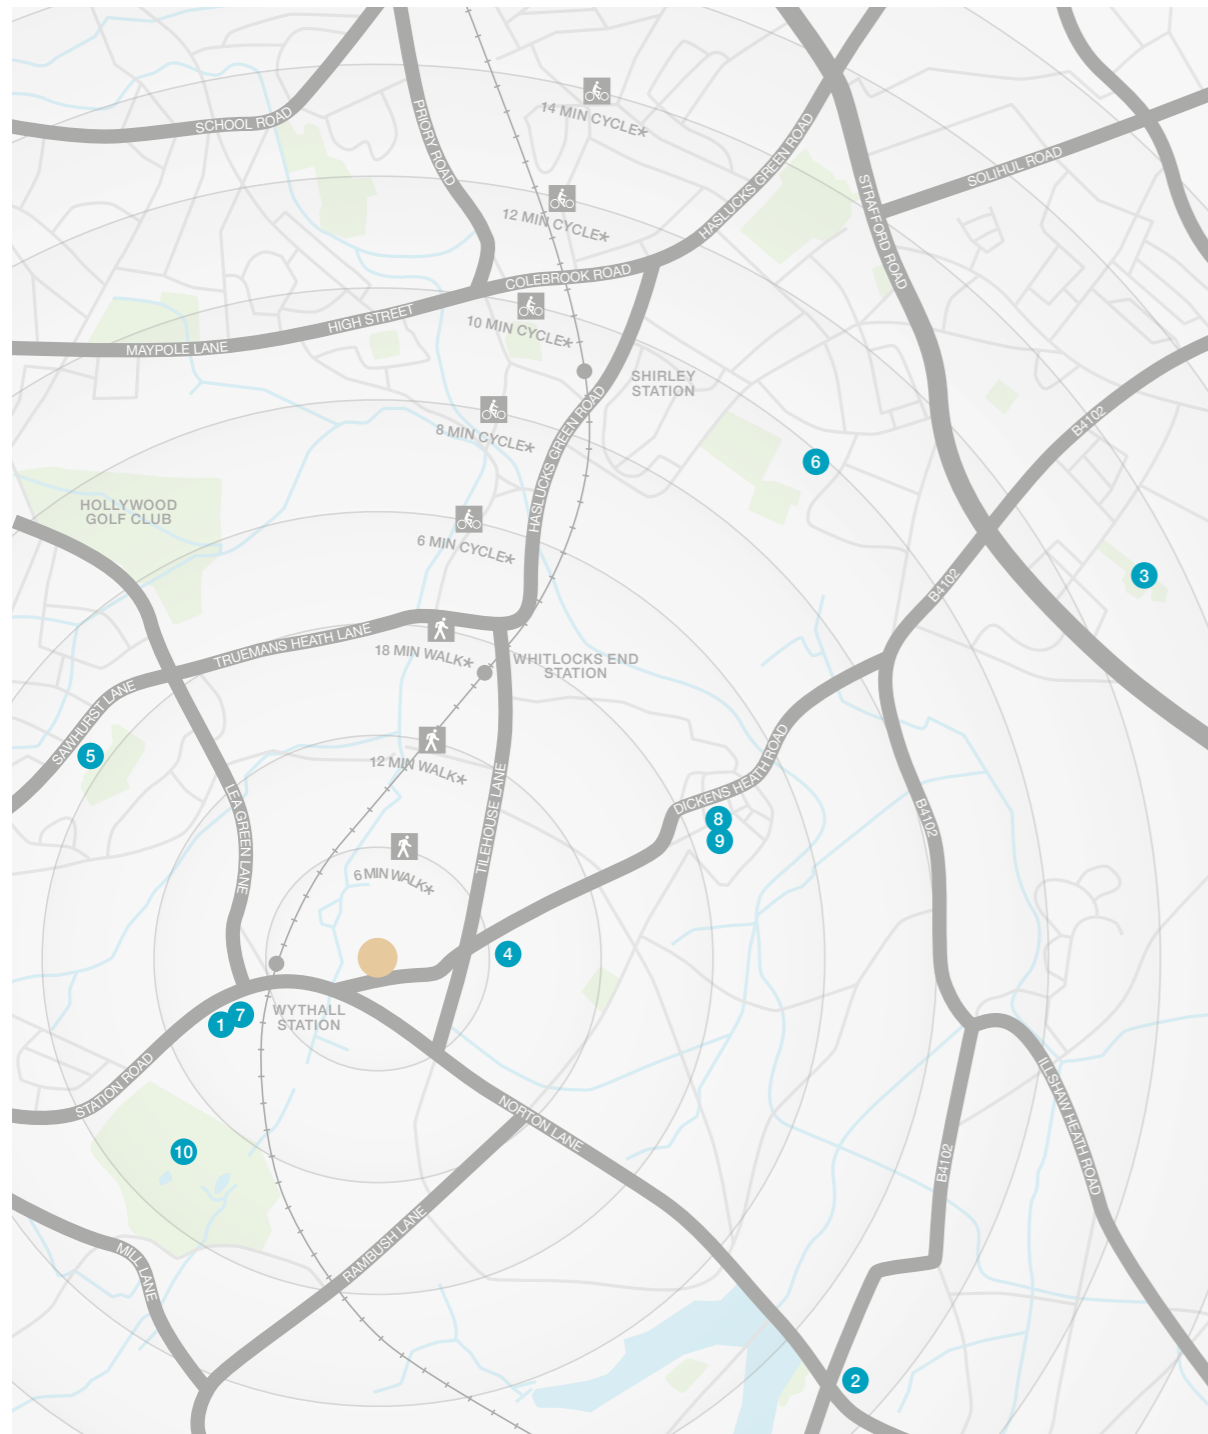 14 MIN CYCLE*
SCHOOL ROAD
PRIORY ROAD
HASLUCKS GREEN ROAD
SOLIHUL ROAD
STRAFFORD ROAD
12 MIN CYCLE*
COLEBROOK ROAD
HIGH STREET
10 MIN CYCLE*
MAYPOLE LANE
SHIRLEY
STATION
B4102
8 MIN CYCLE*
HASLUCKS GREEN ROAD
6
HOLLYWOOD
GOLF CLUB
6 MIN CYCLE*
3
B4102
TRUEMANS HEATH LANE
18 MIN WALK*
WHITLOCKS END
STATION
SAWHURST LANE
5
12 MIN WALK*
DICKENS HEATH ROAD
LEA GREEN LANE
TILEHOUSE LANE
B4102
8
9
6 MIN WALK*
4
WYTHALL
STATION
7
1
STATION ROAD
NORTON LANE
ILLSHAW HEATH ROAD
10
B4102
RAMBUSH LANE
MILL LANE
2